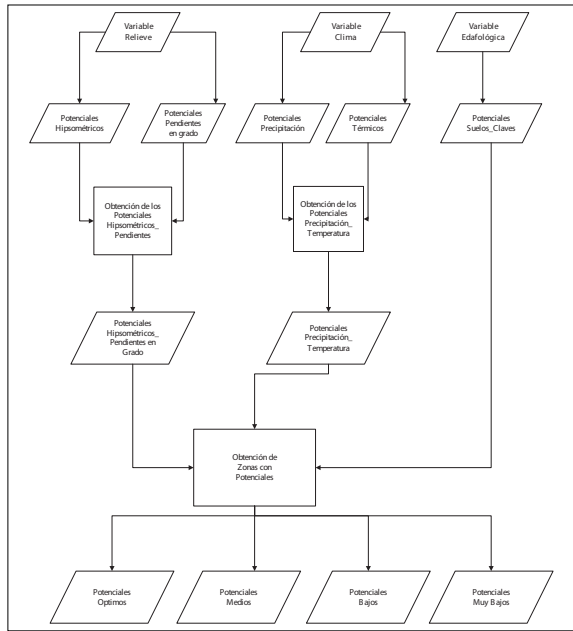 Variable
Relieve
Variable
Clima
Variable
Edafológica
Potenciales
Hipsométricos
Potenciales
Pendientes
en grado
Potenciales
Precipitación
Potenciales
Térmicos
Potenciales
Suelos_Claves
Obtención de los
Potenciales
Hipsométricos_
Pendientes
Obtención de los
Potenciales
Precipitación_
Temperatura
Potenciales
Hipsométricos_
Pendientes en
Grado
Potenciales
Precipitación_
Temperatura
Obtención de
Zonas con
Potenciales
Potenciales
Optimos
Potenciales
Medios
Potenciales
Bajos
Potenciales
Muy Bajos